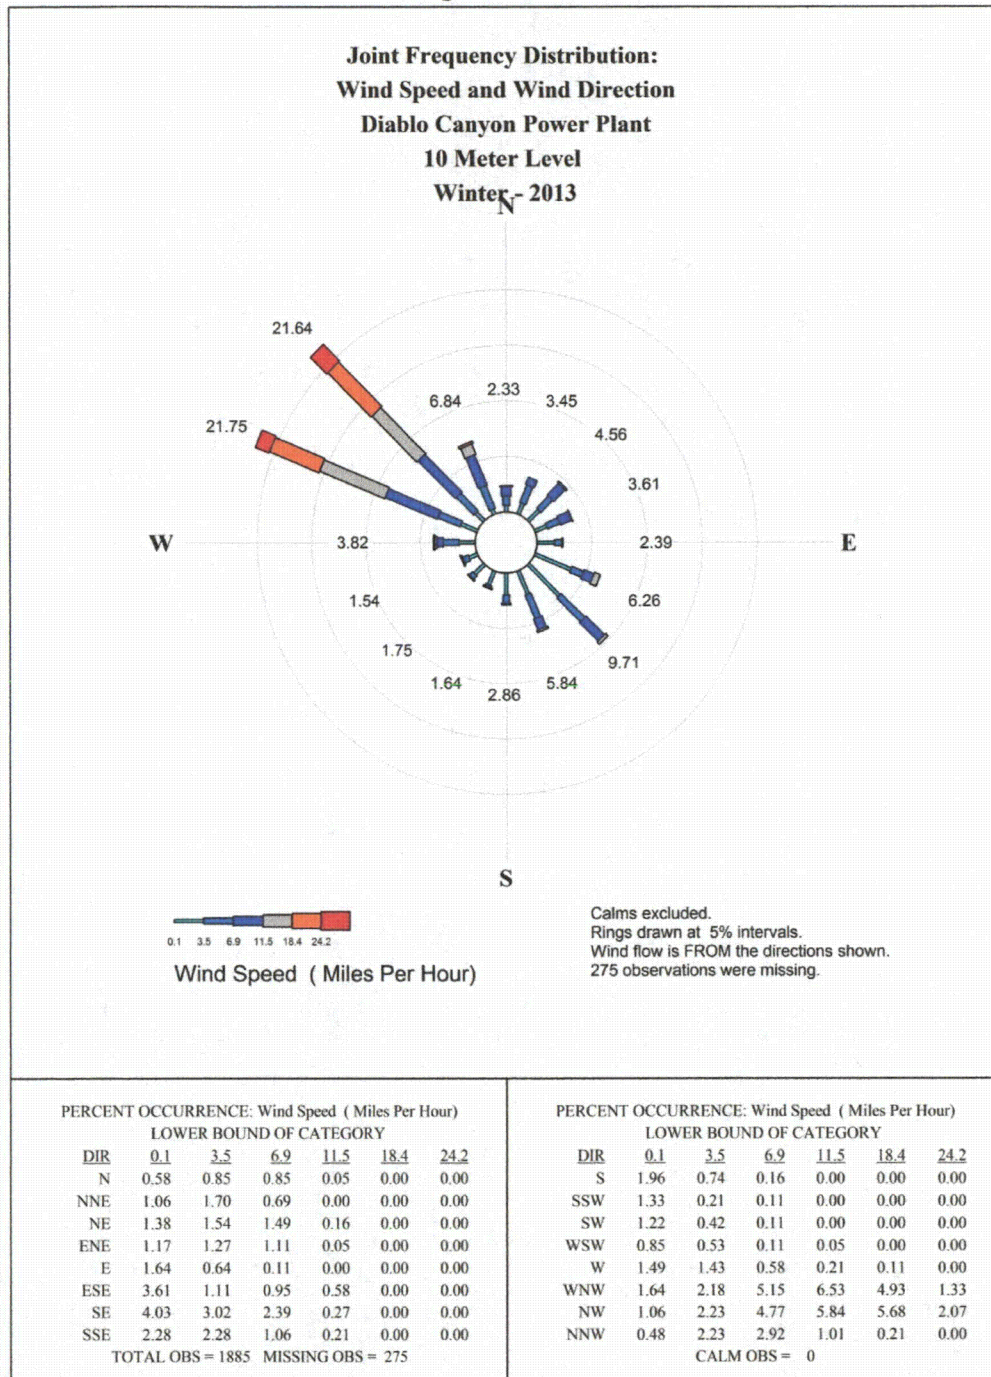 Joint Frequency Distribution:
Wind Speed and Wind Direction
Diablo Canyon Power Plant
10 Meter Level
Winter - 2013
N
21.64
6.84
2.33
3.45
21.75
4.56
3.61
W
3.82
2.39
E
1.54
6.26
1.75
9.71
1.64
2.86
5.84
S
0.1 3.5 6.9 11.5 18.4 24.2
Wind Speed ( Miles Per Hour)
Calms excluded.
Rings drawn at 5% intervals.
Wind flow is FROM the directions shown.
275 observations were missing.
PERCENT OCCURRENCE: Wind Speed ( Miles Per Hour)
LOWER BOUND OF CATEGORY
DIR 0.1 3.5 6.9 11.5 18.4 24.2
N 0.58 0.85 0.85 0.05 0.00 0.00
NNE 1.06 1.70 0.69 0.00 0.00 0.00
NE 1.38 1.54 1.49 0.16 0.00 0.00
ENE 1.17 1.27 1.11 0.05 0.00 0.00
E 1.64 0.64 0.11 0.00 0.00 0.00
ESE 3.61 1.11 0.95 0.58 0.00 0.00
SE 4.03 3.02 2.39 0.27 0.00 0.00
SSE 2.28 2.28 1.06 0.21 0.00 0.00
TOTAL OBS = 1885 MISSING OBS = 275
PERCENT OCCURRENCE: Wind Speed ( Miles Per Hour)
LOWER BOUND OF CATEGORY
DIR 0.1 3.5 6.9 11.5 18.4 24.2
S 1.96 0.74 0.16 0.00 0.00 0.00
SSW 1.33 0.21 0.11 0.00 0.00 0.00
SW 1.22 0.42 0.11 0.00 0.00 0.00
WSW 0.85 0.53 0.11 0.05 0.00 0.00
W 1.49 1.43 0.58 0.21 0.11 0.00
WNW 1.64 2.18 5.15 6.53 4.93 1.33
NW 1.06 2.23 4.77 5.84 5.68 2.07
NNW 0.48 2.23 2.92 1.01 0.21 0.00
CALM OBS = 0